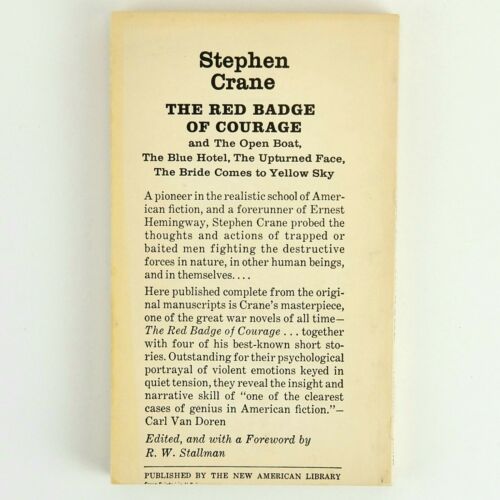 Stephen
Crane
THE RED BADGE
OF COURAGE
and The Open Boat,
The Blue Hotel, The Upturned Face,
The Bride Comes to Yellow Sky
A pioneer in the realistic school of Amer-
ican fiction, and a forerunner of Ernest
Hemingway, Stephen Crane probed the
thoughts and actions of trapped or
baited men fighting the destructive
forces in nature, in other human beings,
and in themselves. . . .
Here published complete from the origi-
nal manuscripts is Crane's masterpiece,
one of the great war novels of all time—
The Red Badge of Courage . . . together
with four of his best-known short sto-
ries. Outstanding for their psychological
portrayal of violent emotions keyed in
quiet tension, they reveal the insight and
narrative skill of "one of the clearest
cases of genius in American fiction."—
Carl Van Doren
Edited, and with a Foreword by
R. W. Stallman
PUBLISHED BY THE NEW AMERICAN LIBRARY